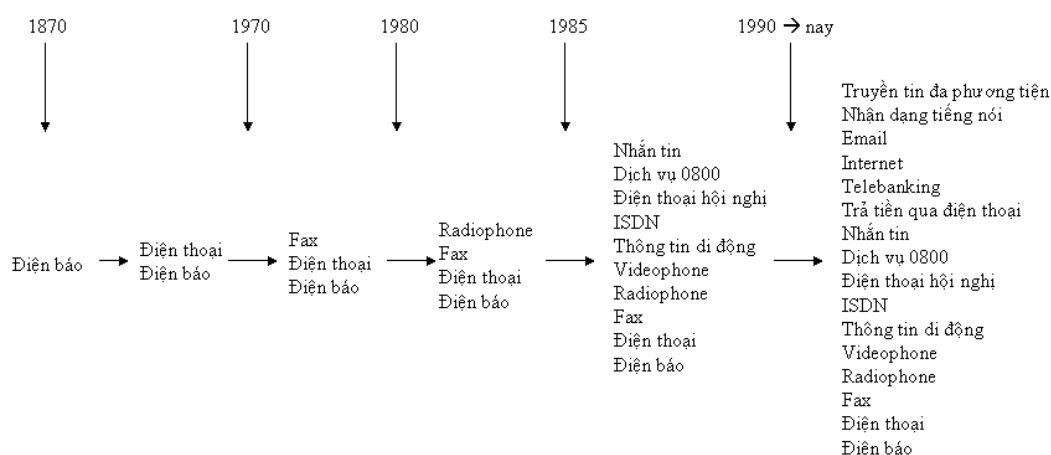 1870
1970
1980
1985
1990 → nay
Điện báo
Điện thoại
Điện báo
Fax
Điện thoại
Điện báo
Radiophone
Fax
Điện thoại
Điện báo
Nhắn tin
Dịch vụ 0800
Điện thoại hội nghị
ISDN
Thông tin di động
Videophone
Radiophone
Fax
Điện thoại
Điện báo
Truyền tin đa phương tiện
Nhận dạng tiếng nói
Email
Internet
Telebanking
Trả tiền qua điện thoại
Nhắn tin
Dịch vụ 0800
Điện thoại hội nghị
ISDN
Thông tin di động
Videophone
Radiophone
Fax
Điện thoại
Điên báo